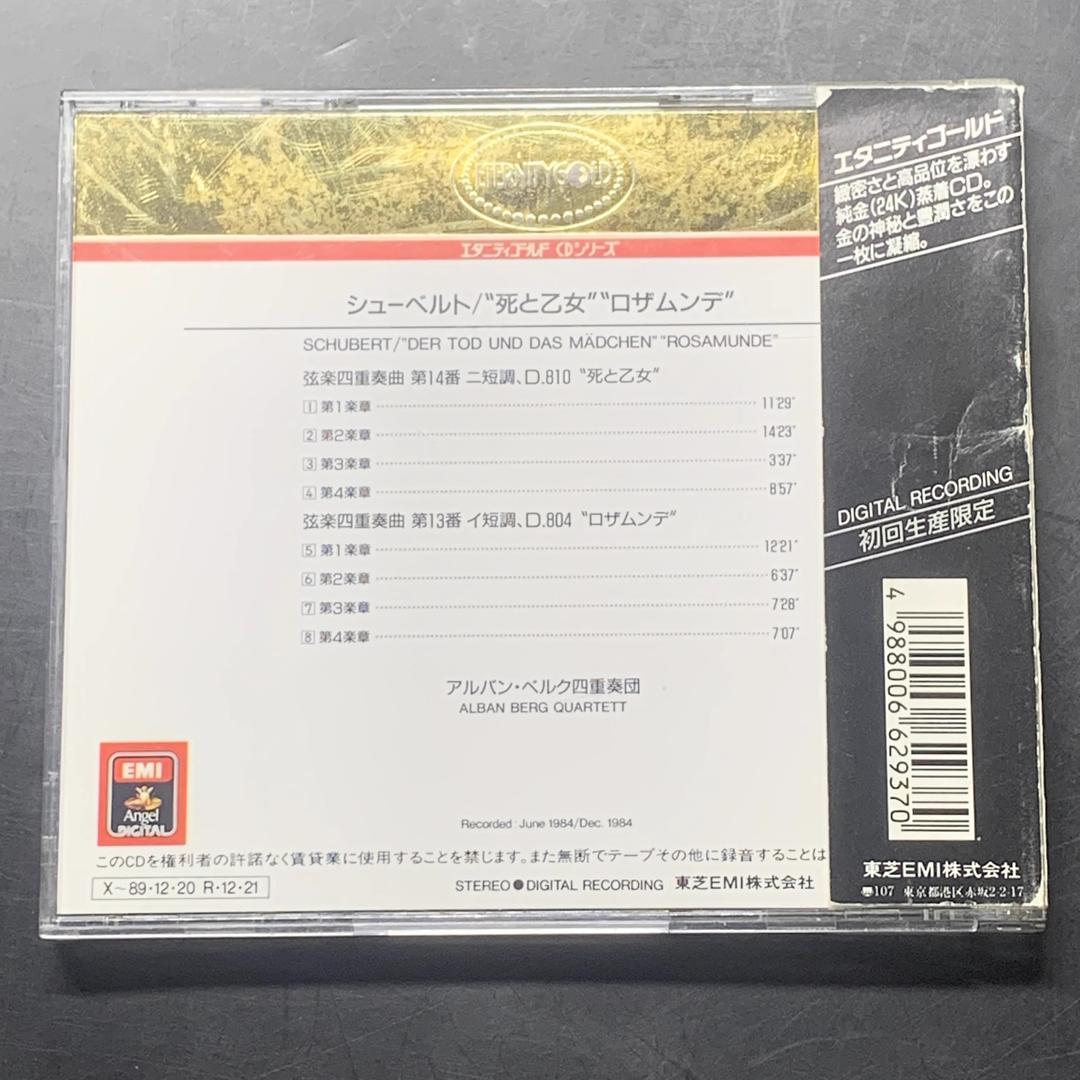 ETERNITY GOLD
エタニティゴールド CDシリーズ
シューベルト/“死と乙女”“ロザムンデ”
SCHUBERT/"DER TOD UND DAS MÄDCHEN" "ROSAMUNDE"
弦楽四重奏曲 第14番 ニ短調、D.810 “死と乙女”
1 第1楽章 11'29"
2 第2楽章 14'23"
3 第3楽章 3'37"
4 第4楽章 8'57"
弦楽四重奏曲 第13番 イ短調、D.804 “ロザムンデ”
5 第1楽章 12'21"
6 第2楽章 6'37"
7 第3楽章 7'28"
8 第4楽章 7'07"
アルバン・ベルク四重奏団
ALBAN BERG QUARTETT
EMI
Angel
DIGITAL
Recorded : June 1984/Dec. 1984
このCDを権利者の許諾なく賃貸業に使用することを禁じます。また無断でテープその他に録音することは
X～89・12・20 R・12・21
STEREO●DIGITAL RECORDING 東芝EMI株式会社
エタニティゴールド
緻密さと高品位を漂わす
純金(24K)蒸着CD。
金の神秘と豊潤さをこの
一枚に凝縮。
DIGITAL RECORDING
初回生産限定
4 988006 629370
東芝EMI株式会社
〠107 東京都港区赤坂2-2-17